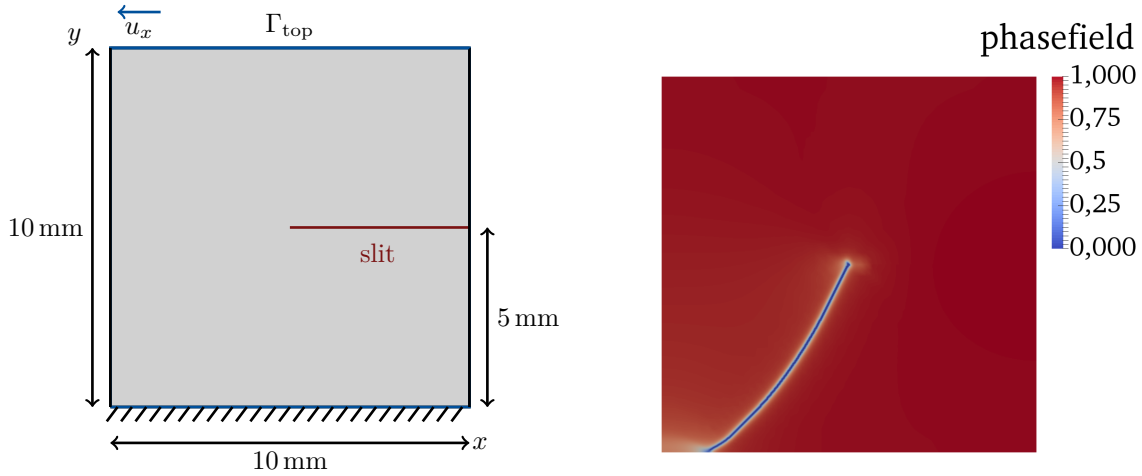 u_x
Γ_top
y
10 mm
slit
5 mm
x
10 mm
phasefield
1,000
0,75
0,5
0,25
0,000